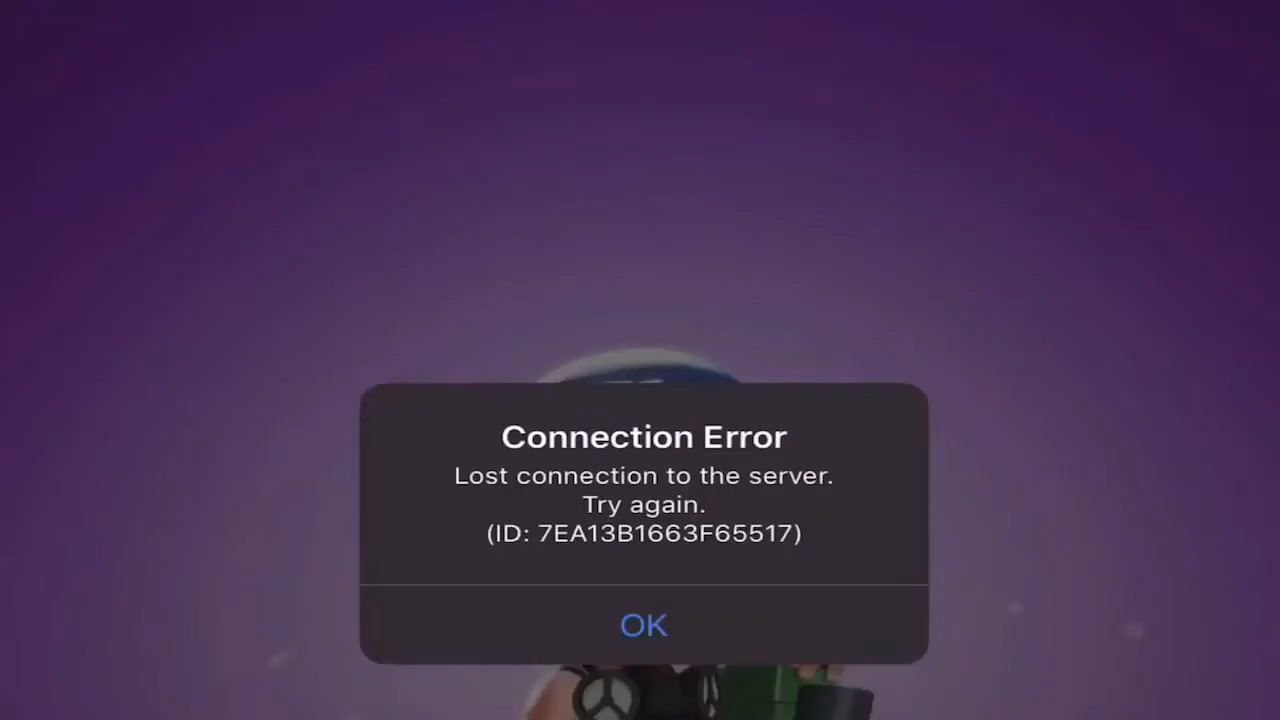 Connection Error
Lost connection to the server.
Try again.
(ID: 7EA13B1663F65517)
OK